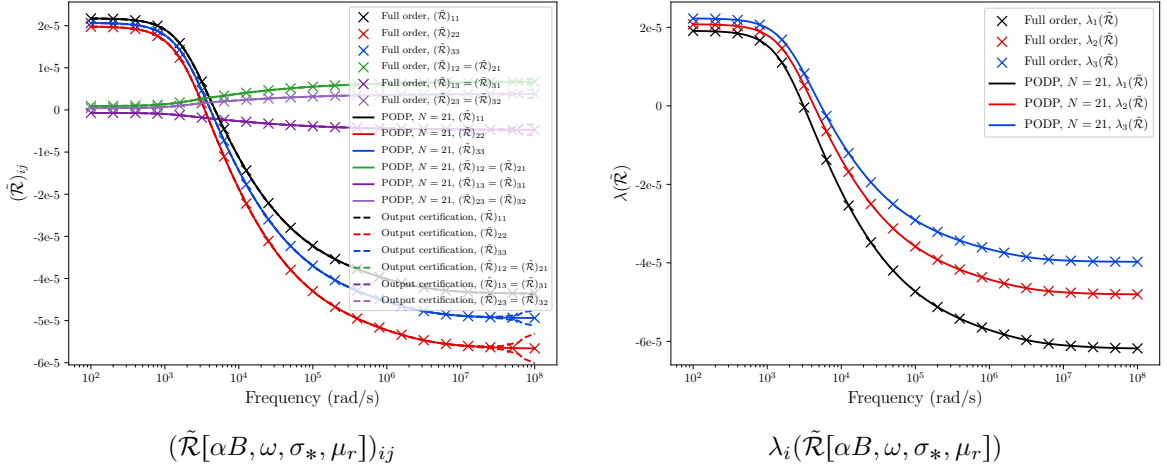 2e-5
1e-5
0
-1e-5
-2e-5
-3e-5
-4e-5
-5e-5
-6e-5
(R̃)ij
10² 10³ 10⁴ 10⁵ 10⁶ 10⁷ 10⁸
Frequency (rad/s)
Full order, (R̃)₁₁
Full order, (R̃)₂₂
Full order, (R̃)₃₃
Full order, (R̃)₁₂ = (R̃)₂₁
Full order, (R̃)₁₃ = (R̃)₃₁
Full order, (R̃)₂₃ = (R̃)₃₂
PODP, N = 21, (R̃)₁₁
PODP, N = 21, (R̃)₂₂
PODP, N = 21, (R̃)₃₃
PODP, N = 21, (R̃)₁₂ = (R̃)₂₁
PODP, N = 21, (R̃)₁₃ = (R̃)₃₁
PODP, N = 21, (R̃)₂₃ = (R̃)₃₂
Output certification, (R̃)₁₁
Output certification, (R̃)₂₂
Output certification, (R̃)₃₃
Output certification, (R̃)₁₂ = (R̃)₂₁
Output certification, (R̃)₁₃ = (R̃)₃₁
Output certification, (R̃)₂₃ = (R̃)₃₂
(R̃[αB, ω, σ*, μr])ij
2e-5
0
-2e-5
-4e-5
-6e-5
λ(R̃)
10² 10³ 10⁴ 10⁵ 10⁶ 10⁷ 10⁸
Frequency (rad/s)
Full order, λ₁(R̃)
Full order, λ₂(R̃)
Full order, λ₃(R̃)
PODP, N = 21, λ₁(R̃)
PODP, N = 21, λ₂(R̃)
PODP, N = 21, λ₃(R̃)
λi(R̃[αB, ω, σ*, μr])